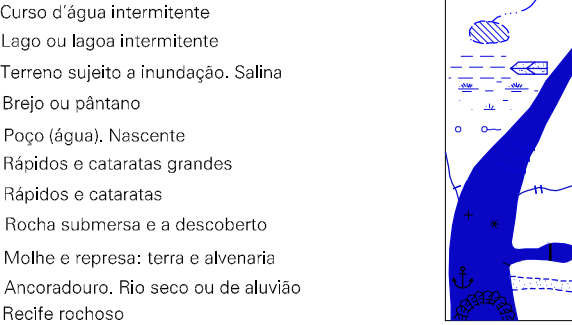 Curso d'água intermitente
Lago ou lagoa intermitente
Terreno sujeito a inundação. Salina
Brejo ou pântano
Poço (água). Nascente
Rápidos e cataratas grandes
Rápidos e cataratas
Rocha submersa e a descoberto
Molhe e represa: terra e alvenaria
Ancoradouro. Rio seco ou de aluvião
Recife rochoso